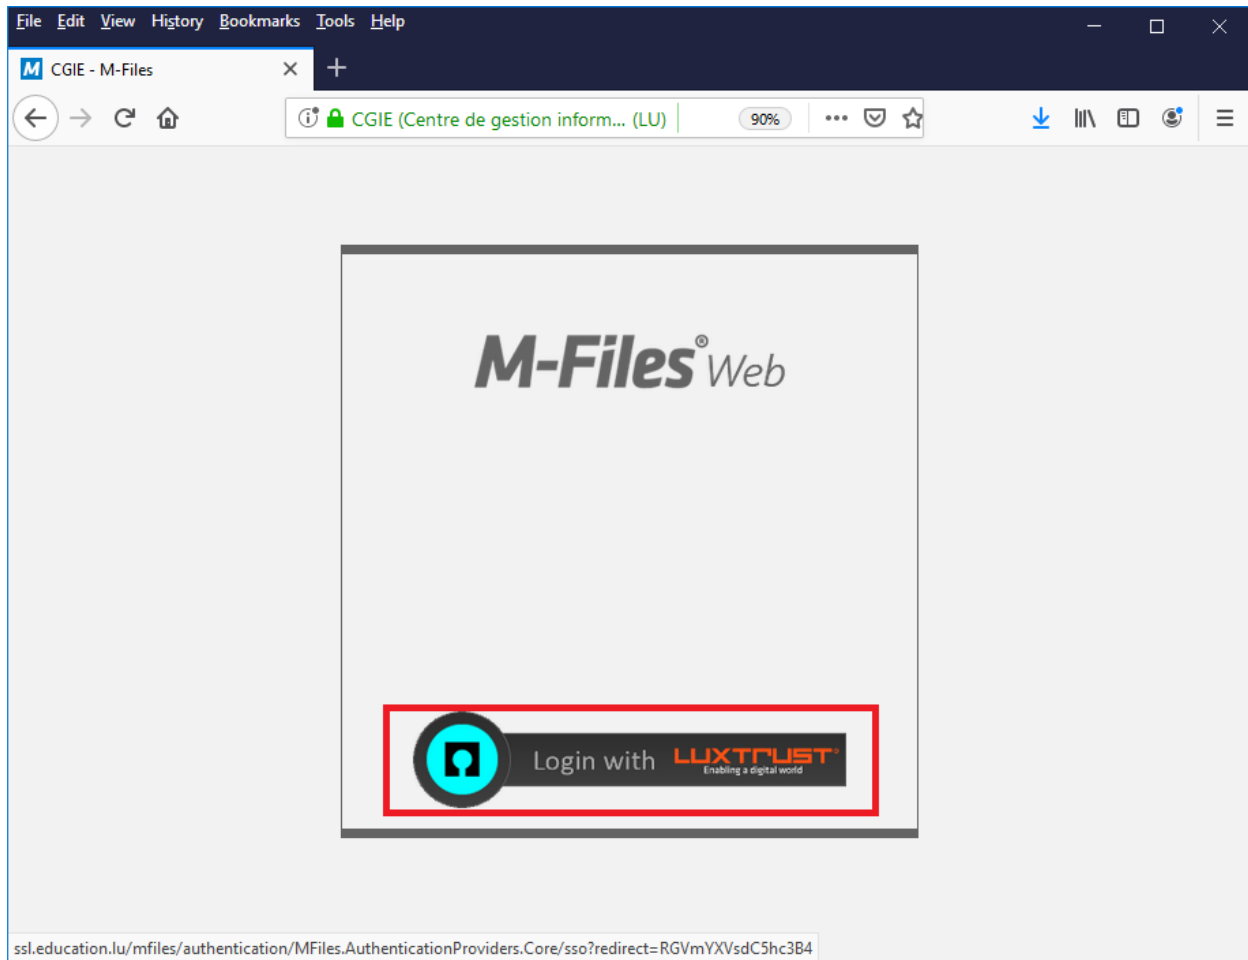 File Edit View History Bookmarks Tools Help
M CGIE - M-Files
CGIE (Centre de gestion inform... (LU) 90%
M-Files® Web
Login with LUXTRUST®
Enabling a digital world
ssl.education.lu/mfiles/authentication/MFiles.AuthenticationProviders.Core/sso?redirect=RGVmYXVsdC5hc3B4